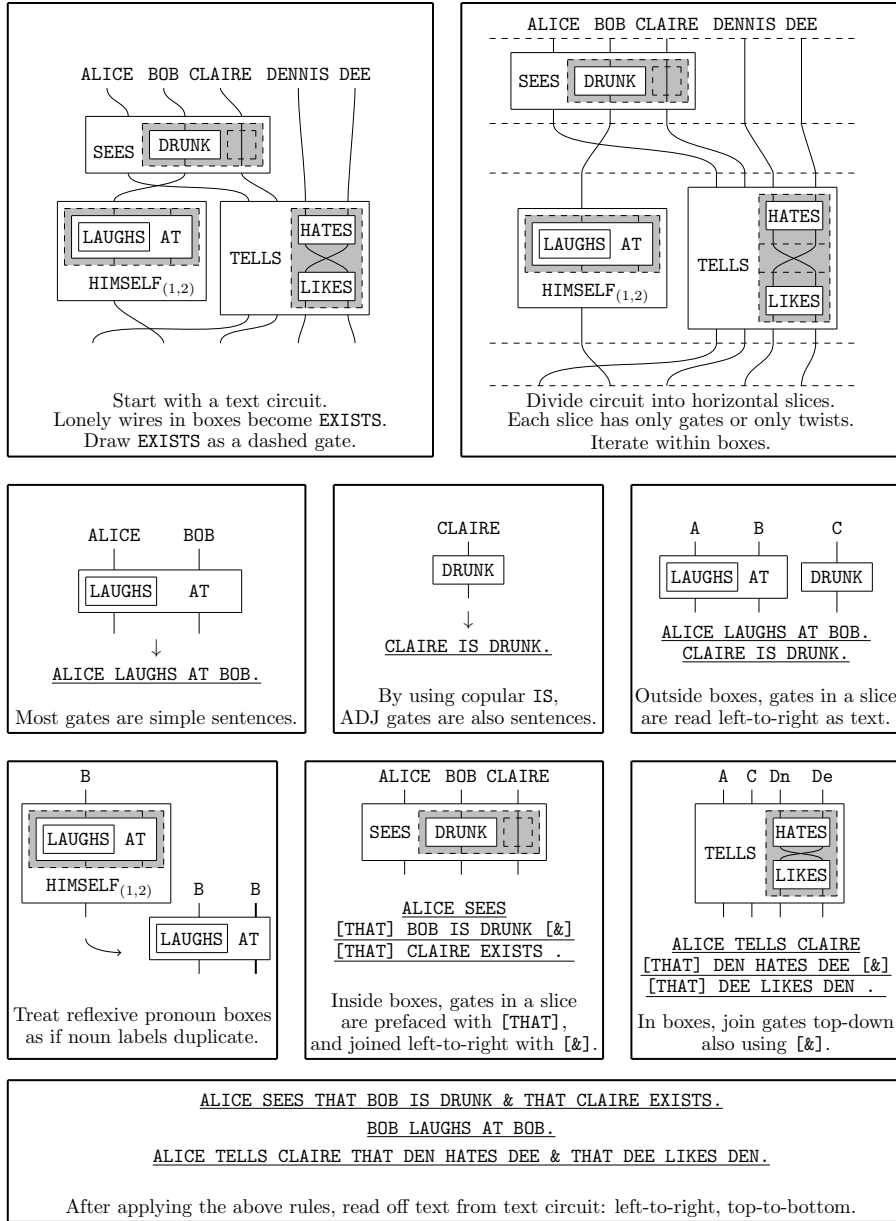 ALICE BOB CLAIRE DENNIS DEE
SEES DRUNK
LAUGHS AT
HIMSELF(1,2)
TELLS
HATES
LIKES
Start with a text circuit.
Lonely wires in boxes become EXISTS.
Draw EXISTS as a dashed gate.
ALICE BOB CLAIRE DENNIS DEE
SEES DRUNK
LAUGHS AT
HIMSELF(1,2)
TELLS
HATES
LIKES
Divide circuit into horizontal slices.
Each slice has only gates or only twists.
Iterate within boxes.
ALICE BOB
LAUGHS AT
↓
ALICE LAUGHS AT BOB.
Most gates are simple sentences.
CLAIRE
DRUNK
↓
CLAIRE IS DRUNK.
By using copular IS,
ADJ gates are also sentences.
A B C
LAUGHS AT DRUNK
ALICE LAUGHS AT BOB.
CLAIRE IS DRUNK.
Outside boxes, gates in a slice
are read left-to-right as text.
B
LAUGHS AT
HIMSELF(1,2)
B B
LAUGHS AT
Treat reflexive pronoun boxes
as if noun labels duplicate.
ALICE BOB CLAIRE
SEES DRUNK
ALICE SEES
[THAT] BOB IS DRUNK [&]
[THAT] CLAIRE EXISTS .
Inside boxes, gates in a slice
are prefaced with [THAT],
and joined left-to-right with [&].
A C Dn De
TELLS
HATES
LIKES
ALICE TELLS CLAIRE
[THAT] DEN HATES DEE [&]
[THAT] DEE LIKES DEN .
In boxes, join gates top-down
also using [&].
ALICE SEES THAT BOB IS DRUNK & THAT CLAIRE EXISTS.
BOB LAUGHS AT BOB.
ALICE TELLS CLAIRE THAT DEN HATES DEE & THAT DEE LIKES DEN.
After applying the above rules, read off text from text circuit: left-to-right, top-to-bottom.